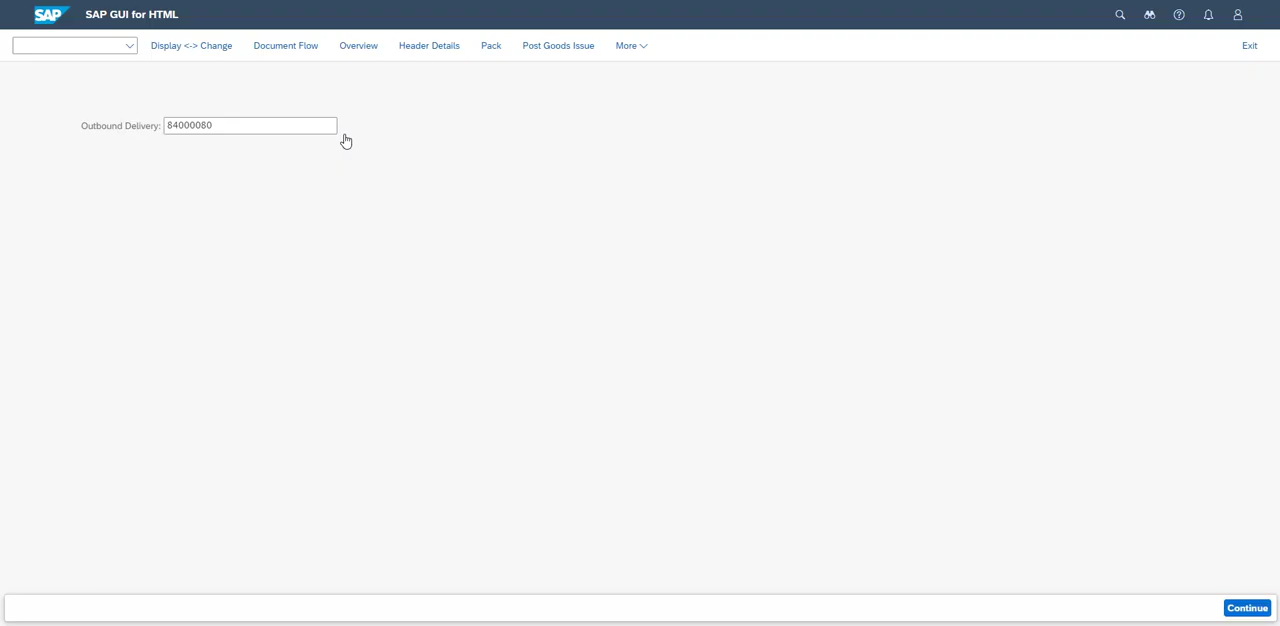 SAP SAP GUI for HTML
Display <-> Change Document Flow Overview Header Details Pack Post Goods Issue More Exit
Outbound Delivery: 84000080
Continue